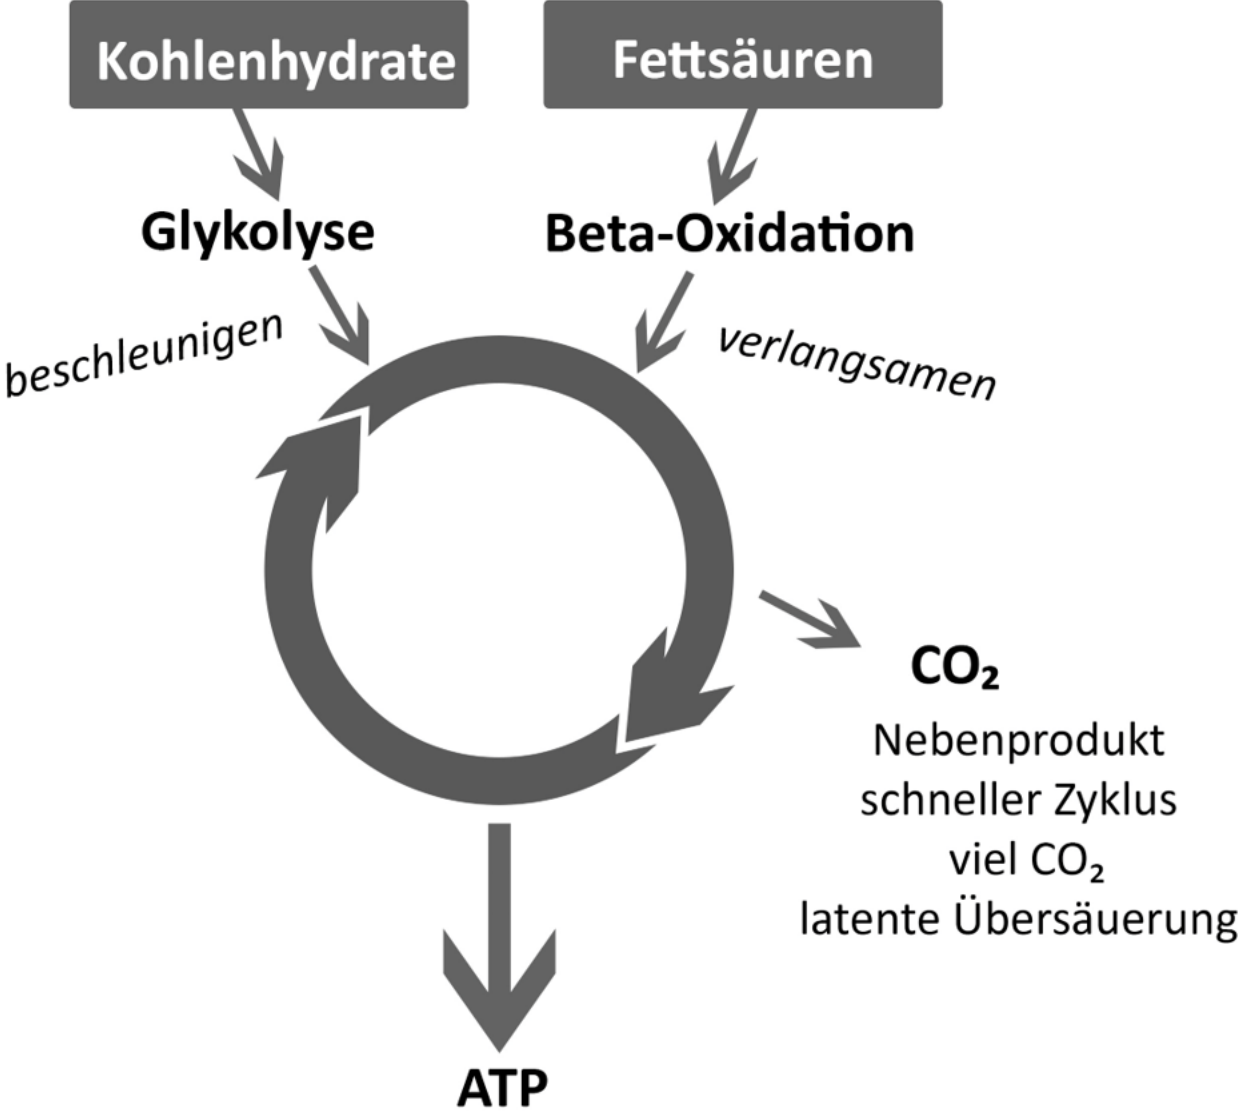 Kohlenhydrate
Fettsäuren
Glykolyse
Beta-Oxidation
beschleunigen
verlangsamen
CO₂
Nebenprodukt
schneller Zyklus
viel CO₂
latente Übersäuerung
ATP